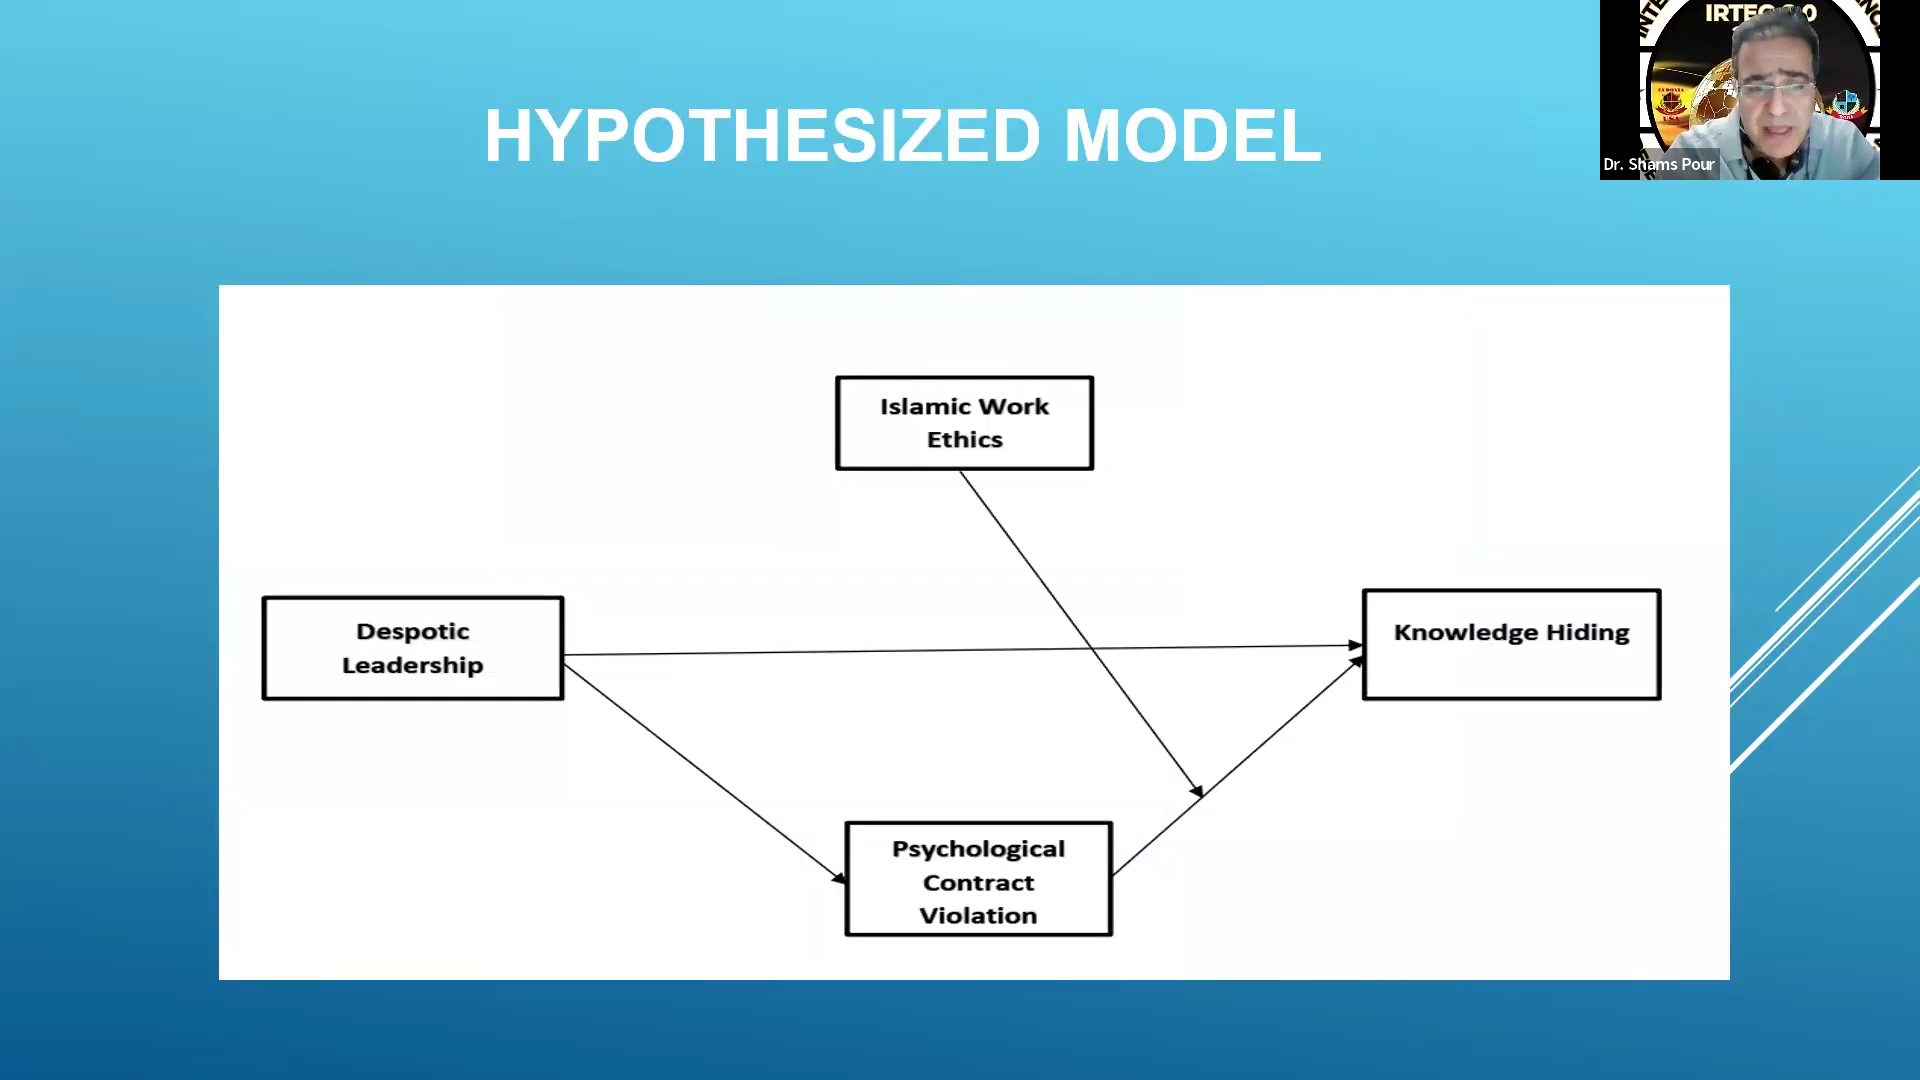 HYPOTHESIZED MODEL
Dr. Shams Pour
Islamic Work
Ethics
Despotic
Leadership
Knowledge Hiding
Psychological
Contract
Violation